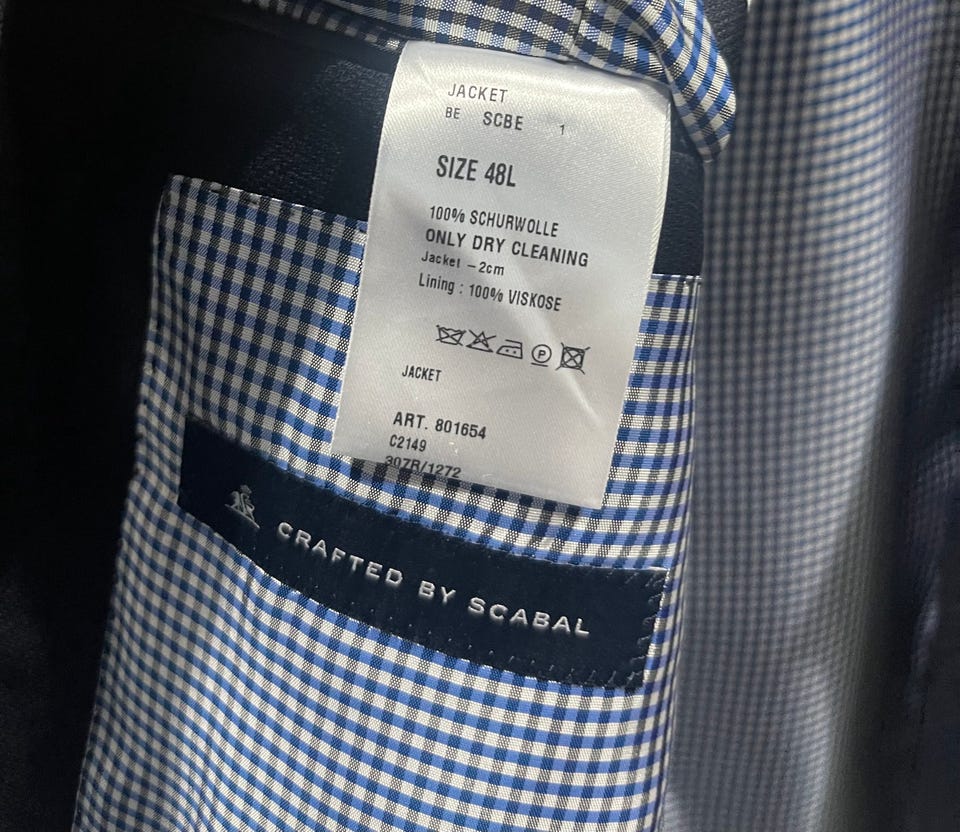 JACKET
BE SCBE 1
SIZE 48L
100% SCHURWOLLE
ONLY DRY CLEANING
Jacket -2cm
Lining : 100% VISKOSE
P
JACKET
ART. 801654
C2149
307R/1272
CRAFTED BY SCABAL